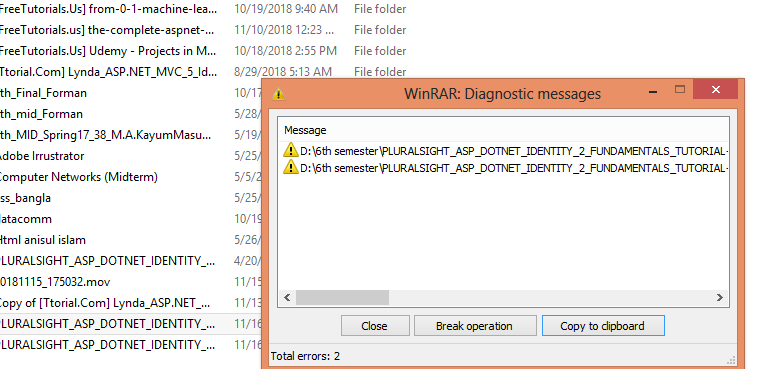 FreeTutorials.Us] from-0-1-machine-lea... 10/19/2018 9:40 AM File folder
FreeTutorials.Us] the-complete-aspnet-... 11/10/2018 12:23 ... File folder
FreeTutorials.Us] Udemy - Projects in M... 10/18/2018 2:55 PM File folder
Ttorial.Com] Lynda_ASP.NET_MVC_5_Id... 8/29/2018 5:13 AM File folder
th_Final_Forman 10/17
th_mid_Forman 5/28/
th_MID_Spring17_38_M.A.KayumMasu... 5/19/
Adobe Irrustrator 5/25/
Computer Networks (Midterm) 5/5/2
ss_bangla 5/25/
datacomm 10/19
Html anisul islam 5/26/
PLURALSIGHT_ASP_DOTNET_IDENTITY_... 4/20/
20181115_175032.mov 11/15
Copy of [Ttorial.Com] Lynda_ASP.NET_... 11/13
PLURALSIGHT_ASP_DOTNET_IDENTITY_... 11/16
PLURALSIGHT_ASP_DOTNET_IDENTITY_... 11/16
WinRAR: Diagnostic messages
Message
D:\6th semester\PLURALSIGHT_ASP_DOTNET_IDENTITY_2_FUNDAMENTALS_TUTORIAL-
D:\6th semester\PLURALSIGHT_ASP_DOTNET_IDENTITY_2_FUNDAMENTALS_TUTORIAL-
Close Break operation Copy to clipboard
Total errors: 2